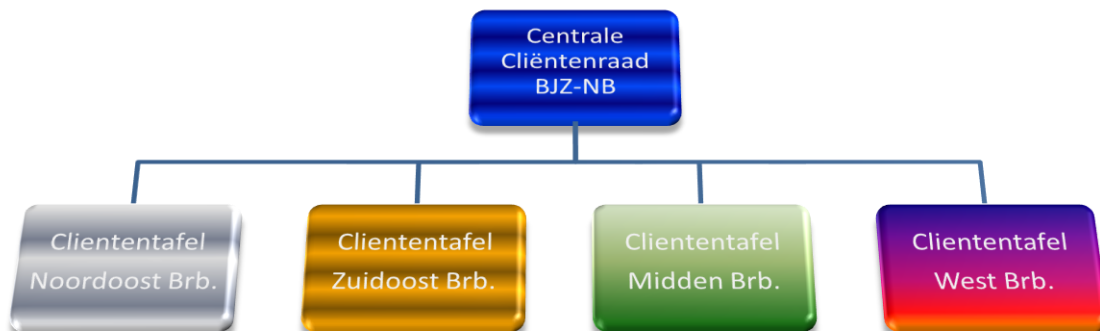 Centrale
Cliëntenraad
BJZ-NB
Cliententafel
Noordoost Brb.
Cliententafel
Zuidoost Brb.
Cliententafel
Midden Brb.
Cliententafel
West Brb.